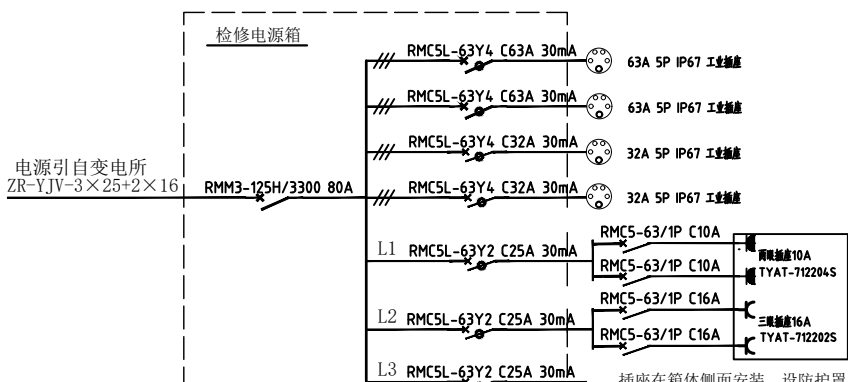 检修电源箱
RMC5L-63Y4 C63A 30mA
63A 5P IP67 工业插座
RMC5L-63Y4 C63A 30mA
63A 5P IP67 工业插座
RMC5L-63Y4 C32A 30mA
32A 5P IP67 工业插座
电源引自变电所
ZR-YJV-3×25+2×16
RMM3-125H/3300 80A
RMC5L-63Y4 C32A 30mA
32A 5P IP67 工业插座
L1 RMC5L-63Y2 C25A 30mA
RMC5-63/1P C10A
两眼插座10A
TYAT-712204S
RMC5-63/1P C10A
L2 RMC5L-63Y2 C25A 30mA
RMC5-63/1P C16A
三眼插座16A
TYAT-712202S
RMC5-63/1P C16A
L3 RMC5L-63Y2 C25A 30mA
插座在箱体侧面安装，设防护罩